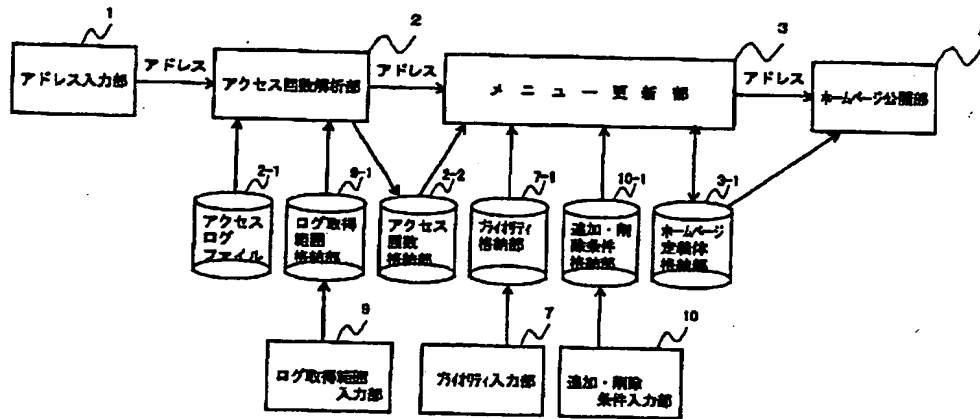 1
2
3
アドレス入力部
アドレス
アクセス回数解析部
アドレス
メニュー更新部
アドレス
ホームページ公開部
2-1
9-1
2-2
7-1
10-1
3-1
アクセス
ログ
ファイル
ログ取得
範囲
格納部
アクセス
回数
格納部
プライオリティ
格納部
追加・削
除条件
格納部
ホームページ
定義体
格納部
9
7
10
ログ取得範囲
入力部
プライオリティ入力部
追加・削除
条件入力部